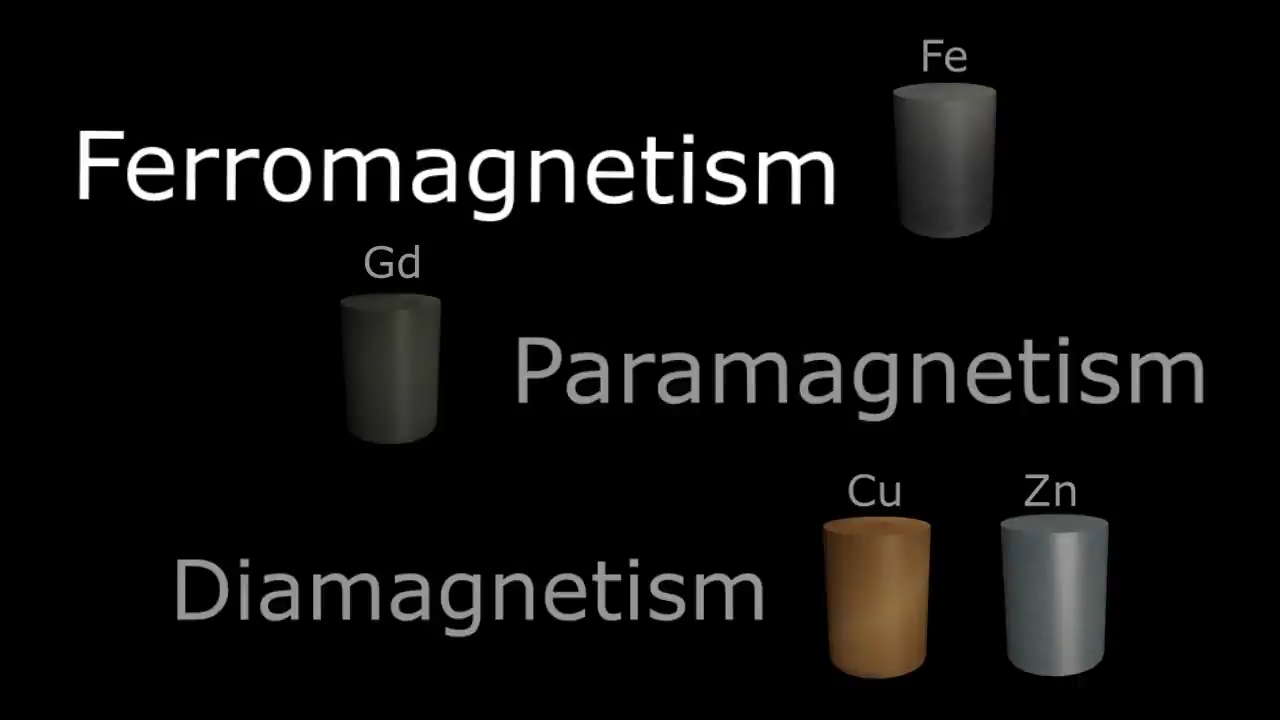 Fe
Ferromagnetism
Gd
Paramagnetism
Cu Zn
Diamagnetism